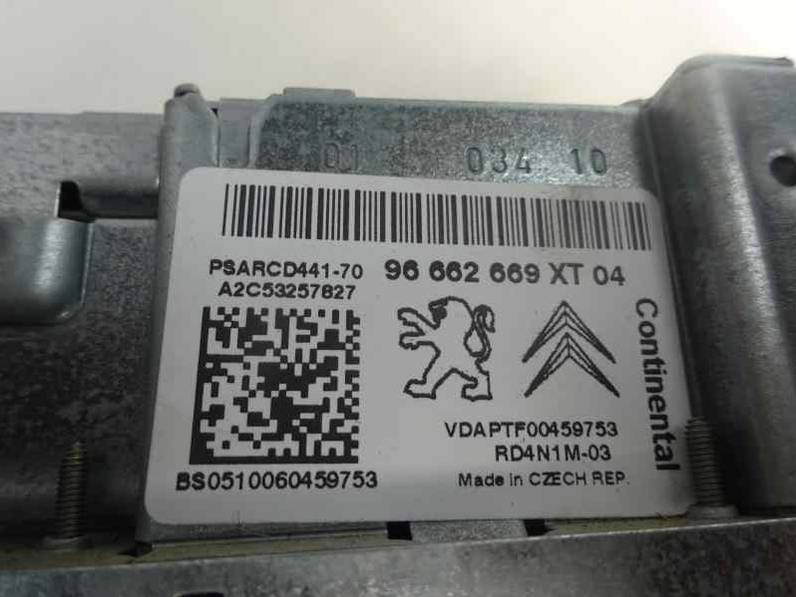 01
034 10
PSARCD441-70 96 662 669 XT 04
A2C53257827
Continental
VDAPTF00459753
RD4N1M-03
BS0510060459753
Made in CZECH REP.